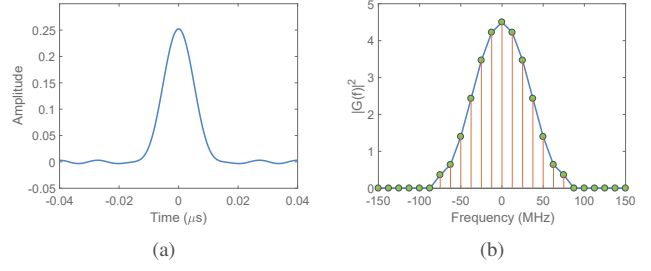 0.25
0.2
0.15
0.1
0.05
0
-0.05
Amplitude
-0.04 -0.02 0 0.02 0.04
Time (μs)
(a)
5
4
3
2
1
0
|G(f)|²
-150 -100 -50 0 50 100 150
Frequency (MHz)
(b)